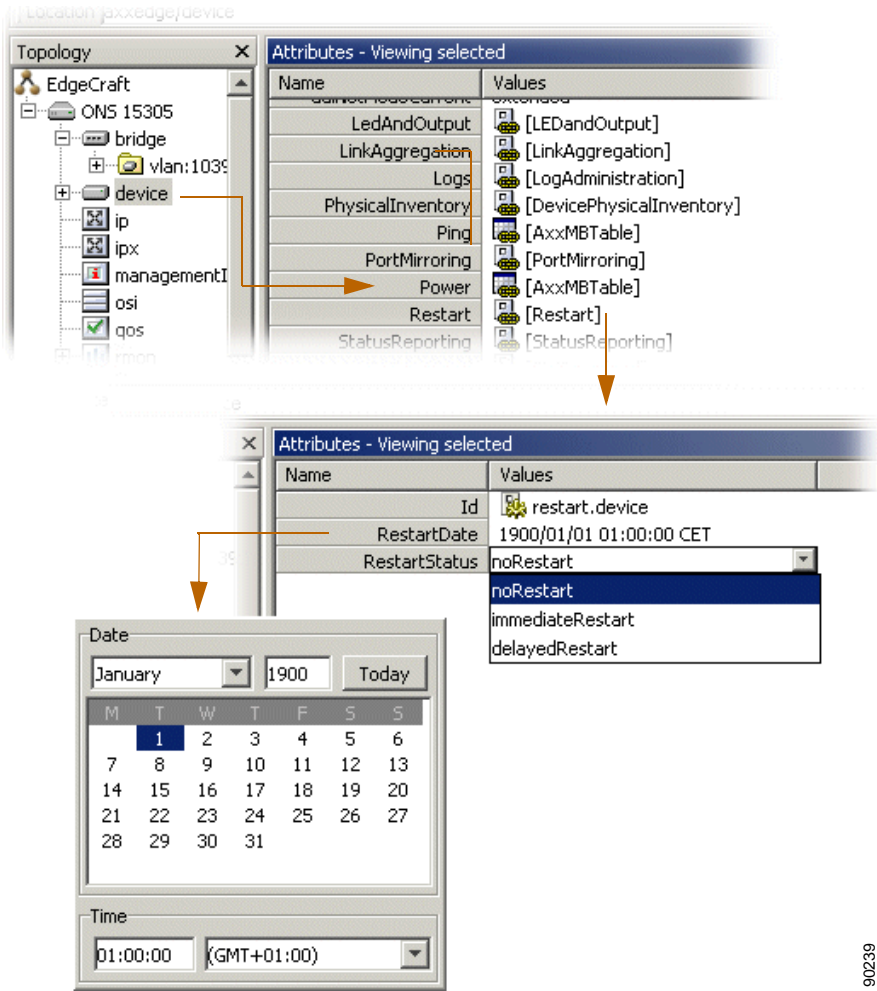 Location axxedge/device
Topology
EdgeCraft
ONS 15305
bridge
vlan:1039
device
ip
ipx
managementI
osi
qos
rmon
Attributes - Viewing selected
Name Values
extended
LedAndOutput [LEDandOutput]
LinkAggregation [LinkAggregation]
Logs [LogAdministration]
PhysicalInventory [DevicePhysicalInventory]
Ping [AxxMBTable]
PortMirroring [PortMirroring]
Power [AxxMBTable]
Restart [Restart]
StatusReporting [StatusReporting]
Attributes - Viewing selected
Name Values
Id restart.device
RestartDate 1900/01/01 01:00:00 CET
RestartStatus noRestart
noRestart
immediateRestart
delayedRestart
39
Date
January 1900 Today
M T W T F S S
1 2 3 4 5 6
7 8 9 10 11 12 13
14 15 16 17 18 19 20
21 22 23 24 25 26 27
28 29 30 31
Time
01:00:00 (GMT+01:00)
90239